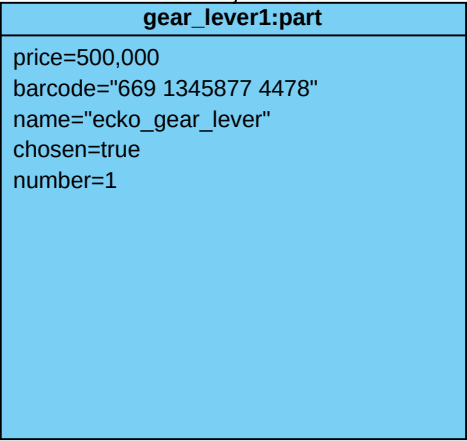 gear_lever1:part
price=500,000
barcode="669 1345877 4478"
name="ecko_gear_lever"
chosen=true
number=1